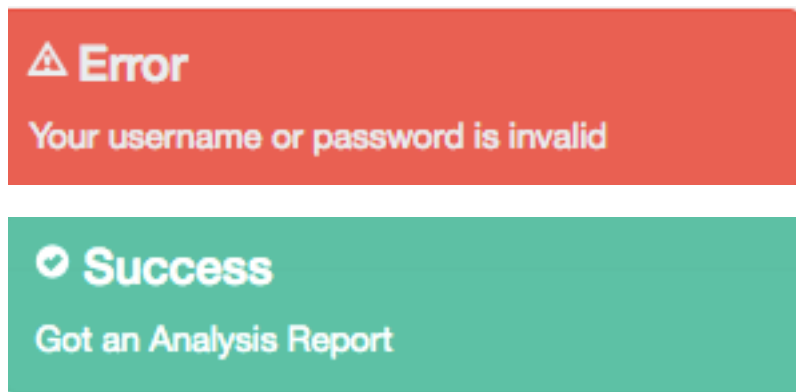 Error
Your username or password is invalid
Success
Got an Analysis Report